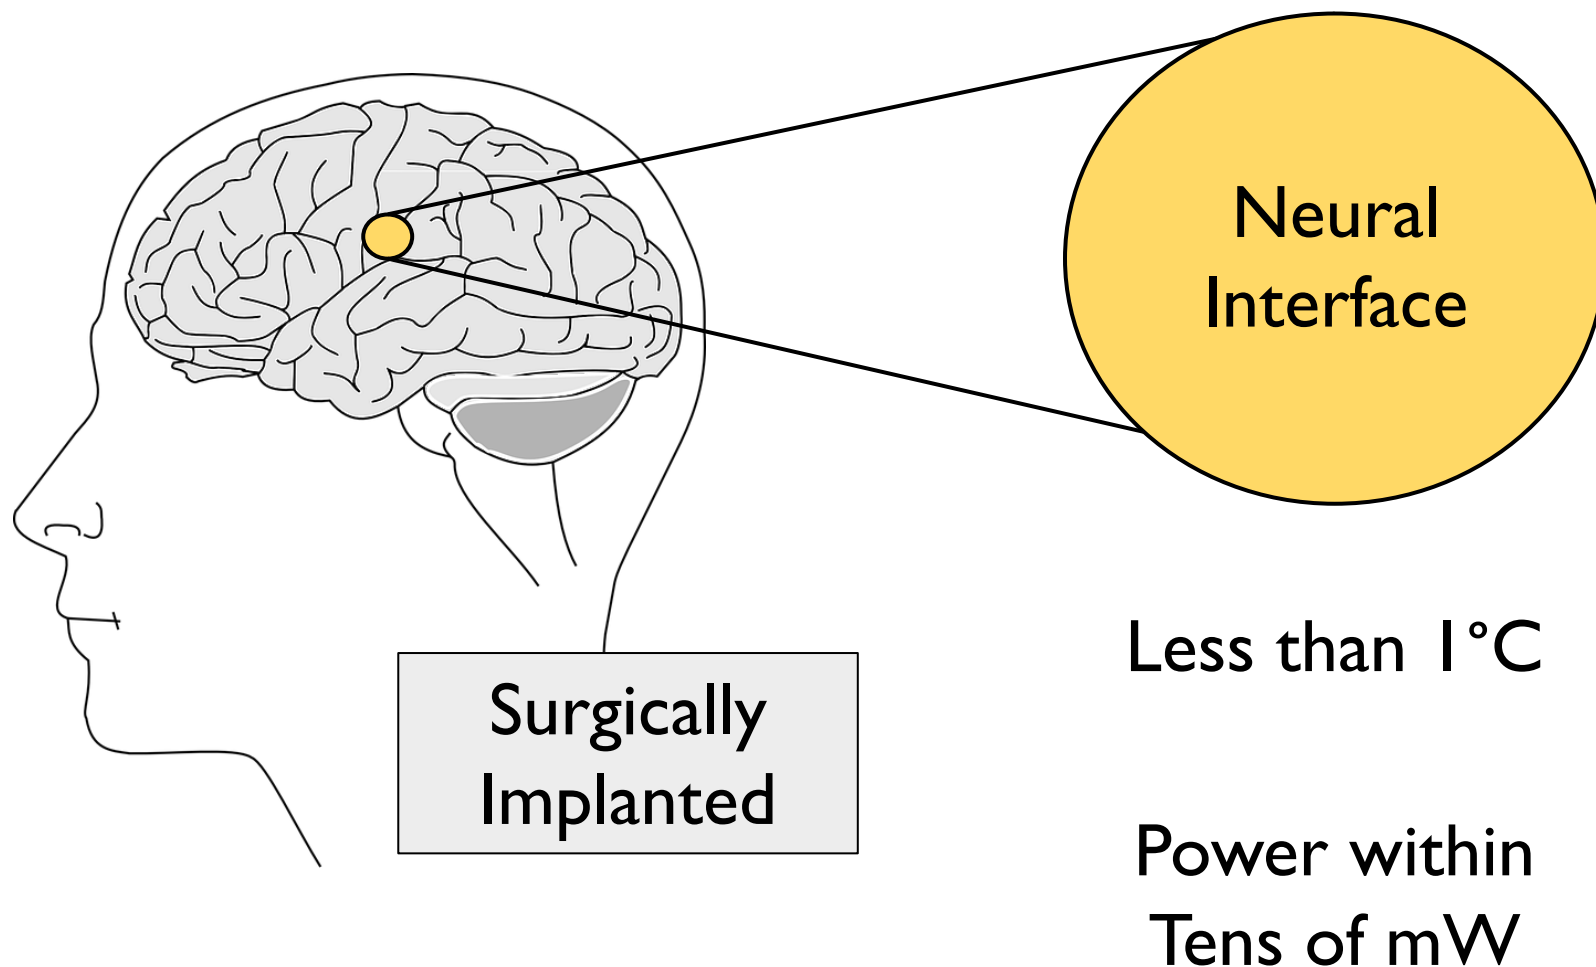 Neural
Interface
Less than 1°C
Surgically
Implanted
Power within
Tens of mW